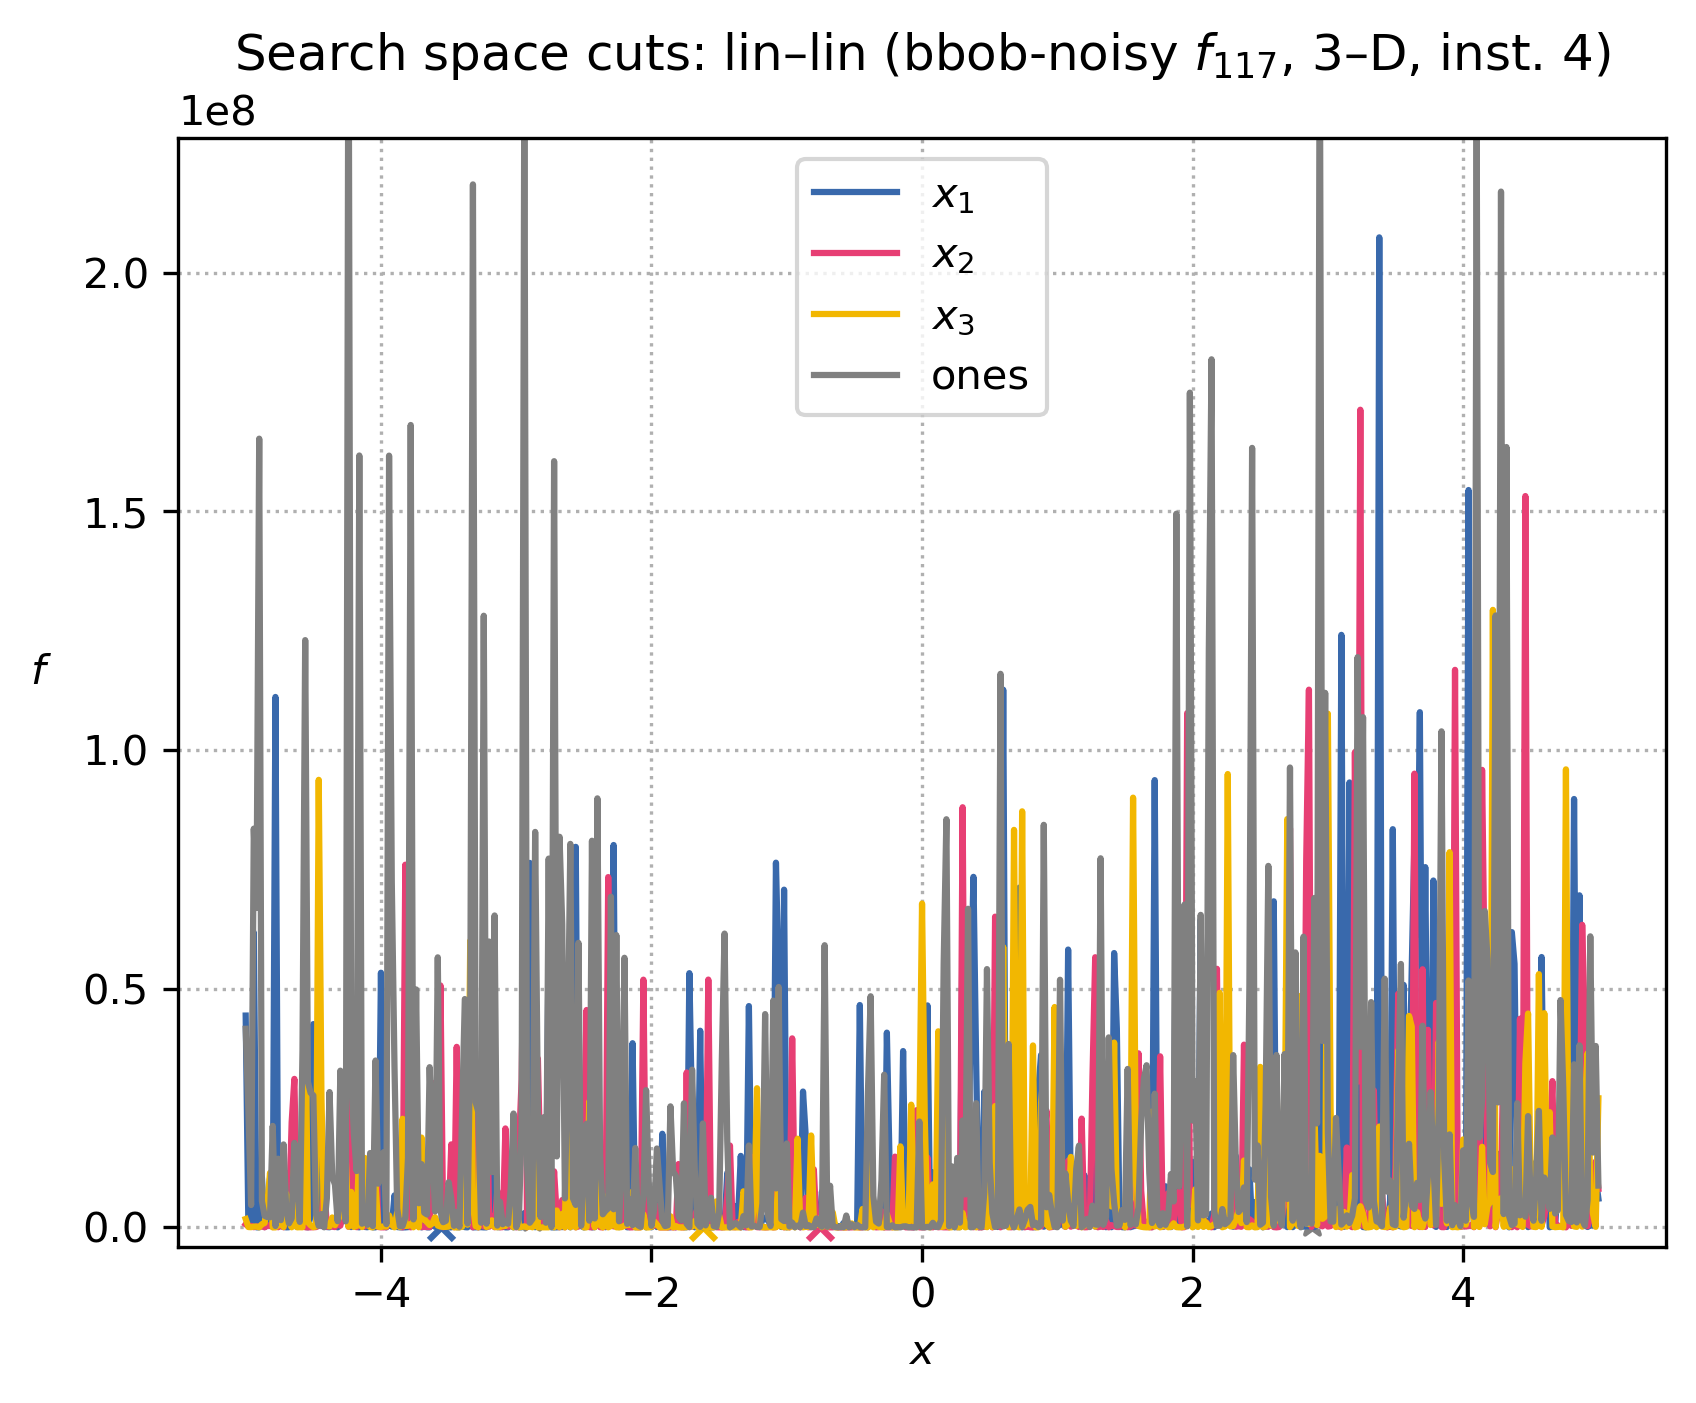 Search space cuts: lin–lin (bbob-noisy f117, 3–D, inst. 4)
1e8
x1
x2
x3
ones
2.0
1.5
1.0
0.5
0.0
f
−4 −2 0 2 4
x